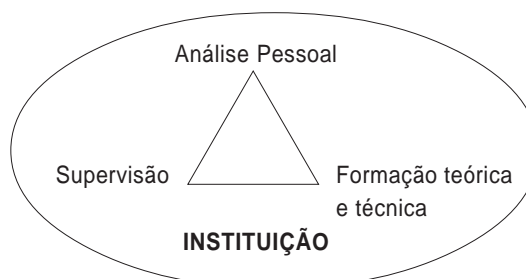 Análise Pessoal
Supervisão
Formação teórica
e técnica
INSTITUIÇÃO